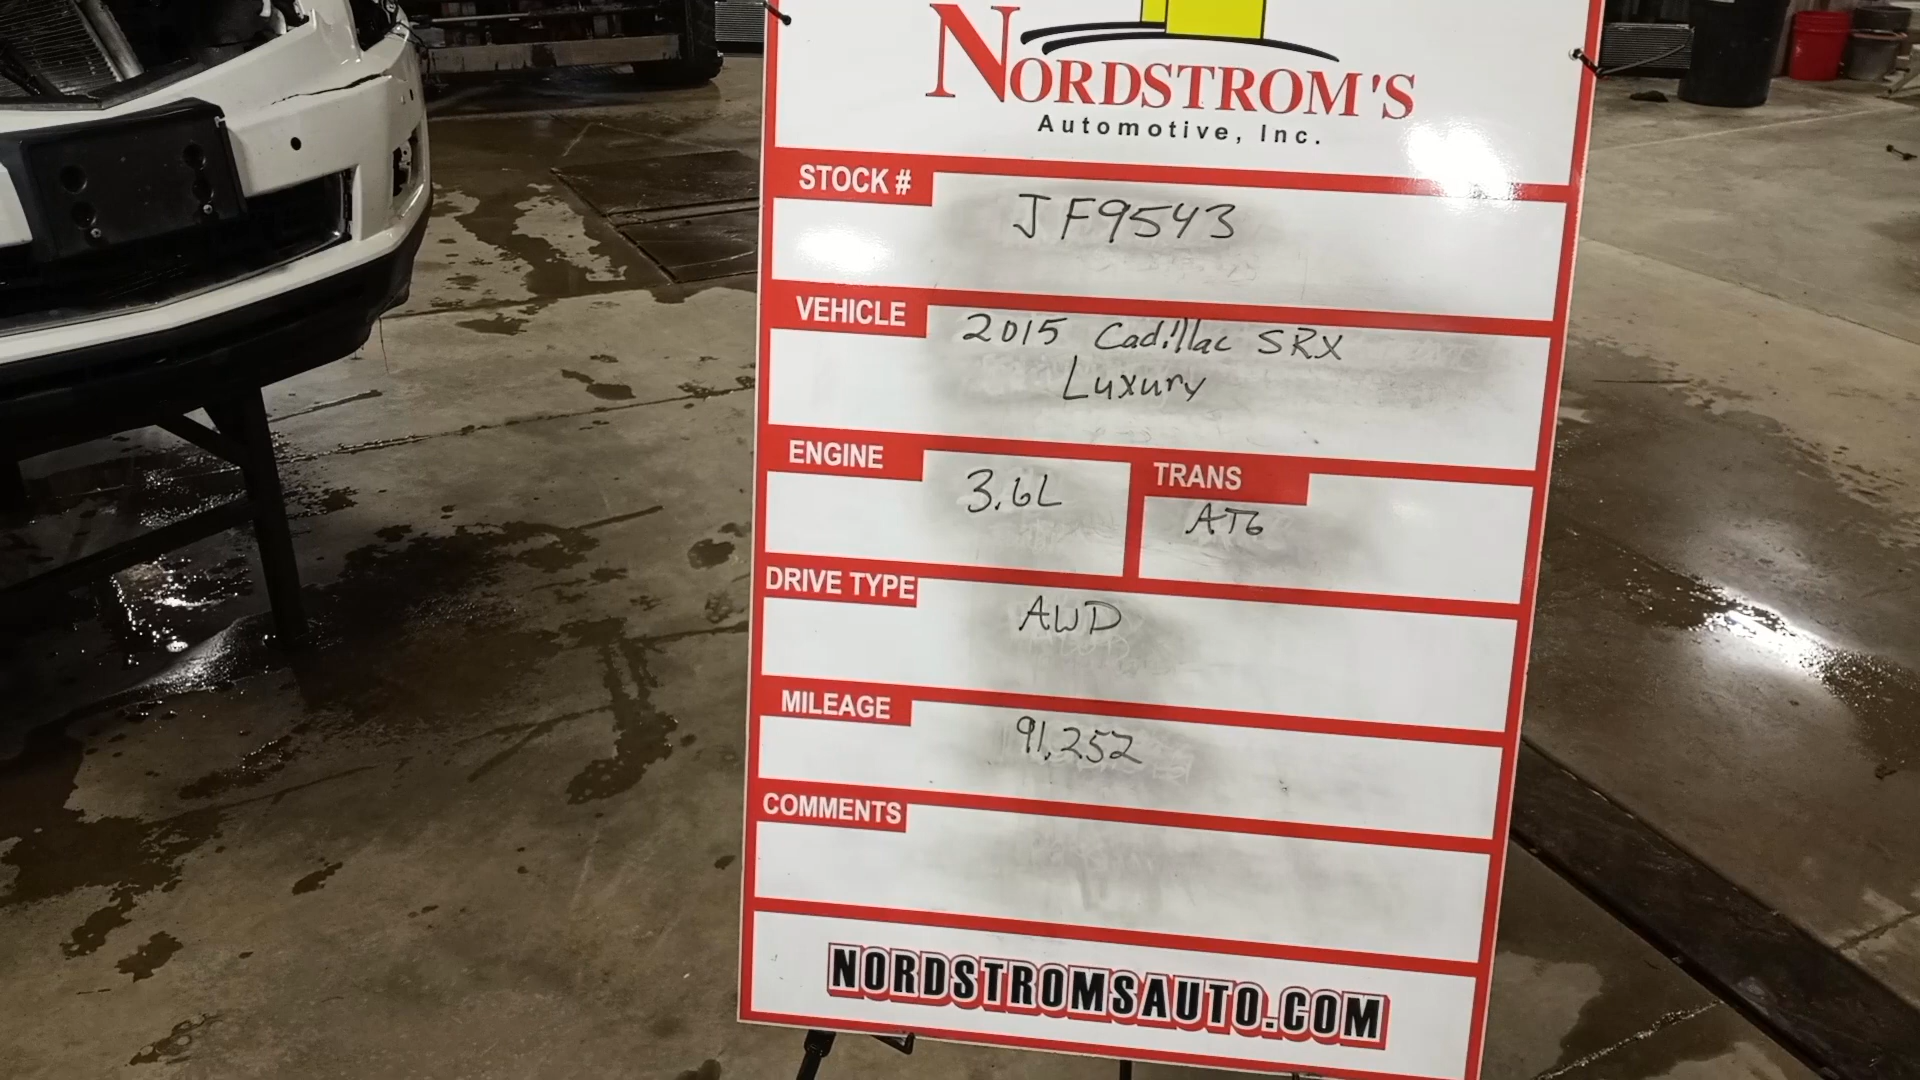 NORDSTROM'S
Automotive, Inc.
STOCK #
JF9543
VEHICLE
2015 Cadillac SRX
Luxury
ENGINE
3.6L
TRANS
AT6
DRIVE TYPE
AWD
MILEAGE
91,252
COMMENTS
NORDSTROMSAUTO.COM